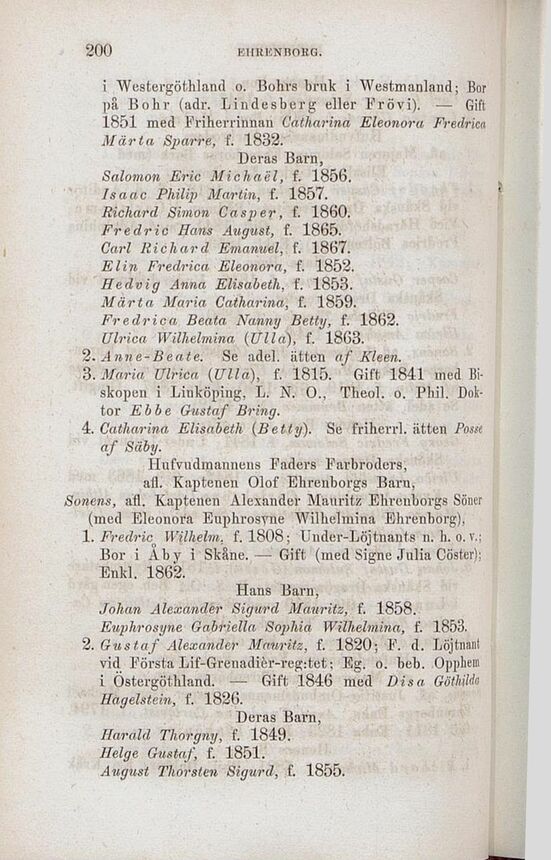 200 EHRENBORG.
i Westergöthland o. Bohrs bruk i Westmanland; Bor
på Bohr (adr. Lindesberg eller Frövi). — Gift
1851 med Friherrinnan Catharina Eleonora Fredrica
Märta Sparre, f. 1832.
Deras Barn,
Salomon Eric Michaël, f. 1856.
Isaac Philip Martin, f. 1857.
Richard Simon Casper, f. 1860.
Fredric Hans August, f. 1865.
Carl Richard Emanuel, f. 1867.
Elin Fredrica Eleonora, f. 1852.
Hedvig Anna Elisabeth, f. 1853.
Märta Maria Catharina, f. 1859.
Fredrica Beata Nanny Betty, f. 1862.
Ulrica Wilhelmina (Ulla), f. 1863.
2. Anne-Beate. Se adel. ätten af Kleen.
3. Maria Ulrica (Ulla), f. 1815. Gift 1841 med Bi-
skopen i Linköping, L. N. O., Theol. o. Phil. Dok-
tor Ebbe Gustaf Bring.
4. Catharina Elisabeth (Betty). Se friherrl. ätten Posse
af Säby.
Hufvudmannens Faders Farbroders,
afl. Kaptenen Olof Ehrenborgs Barn,
Sonens, afl. Kaptenen Alexander Mauritz Ehrenborgs Söner
(med Eleonora Euphrosyne Wilhelmina Ehrenborg),
1. Fredric Wilhelm, f. 1808; Under-Löjtnants n. h. o. v.;
Bor i Åby i Skåne. — Gift (med Signe Julia Cöster);
Enkl. 1862.
Hans Barn,
Johan Alexander Sigurd Mauritz, f. 1858.
Euphrosyne Gabriella Sophia Wilhelmina, f. 1853.
2. Gustaf Alexander Mauritz, f. 1820; F. d. Löjtnant
vid Första Lif-Grenadièr-reg:tet; Eg. o. beb. Opphem
i Östergöthland. — Gift 1846 med Disa Göthilda
Hagelstein, f. 1826.
Deras Barn,
Harald Thorgny, f. 1849.
Helge Gustaf, f. 1851.
August Thorsten Sigurd, f. 1855.